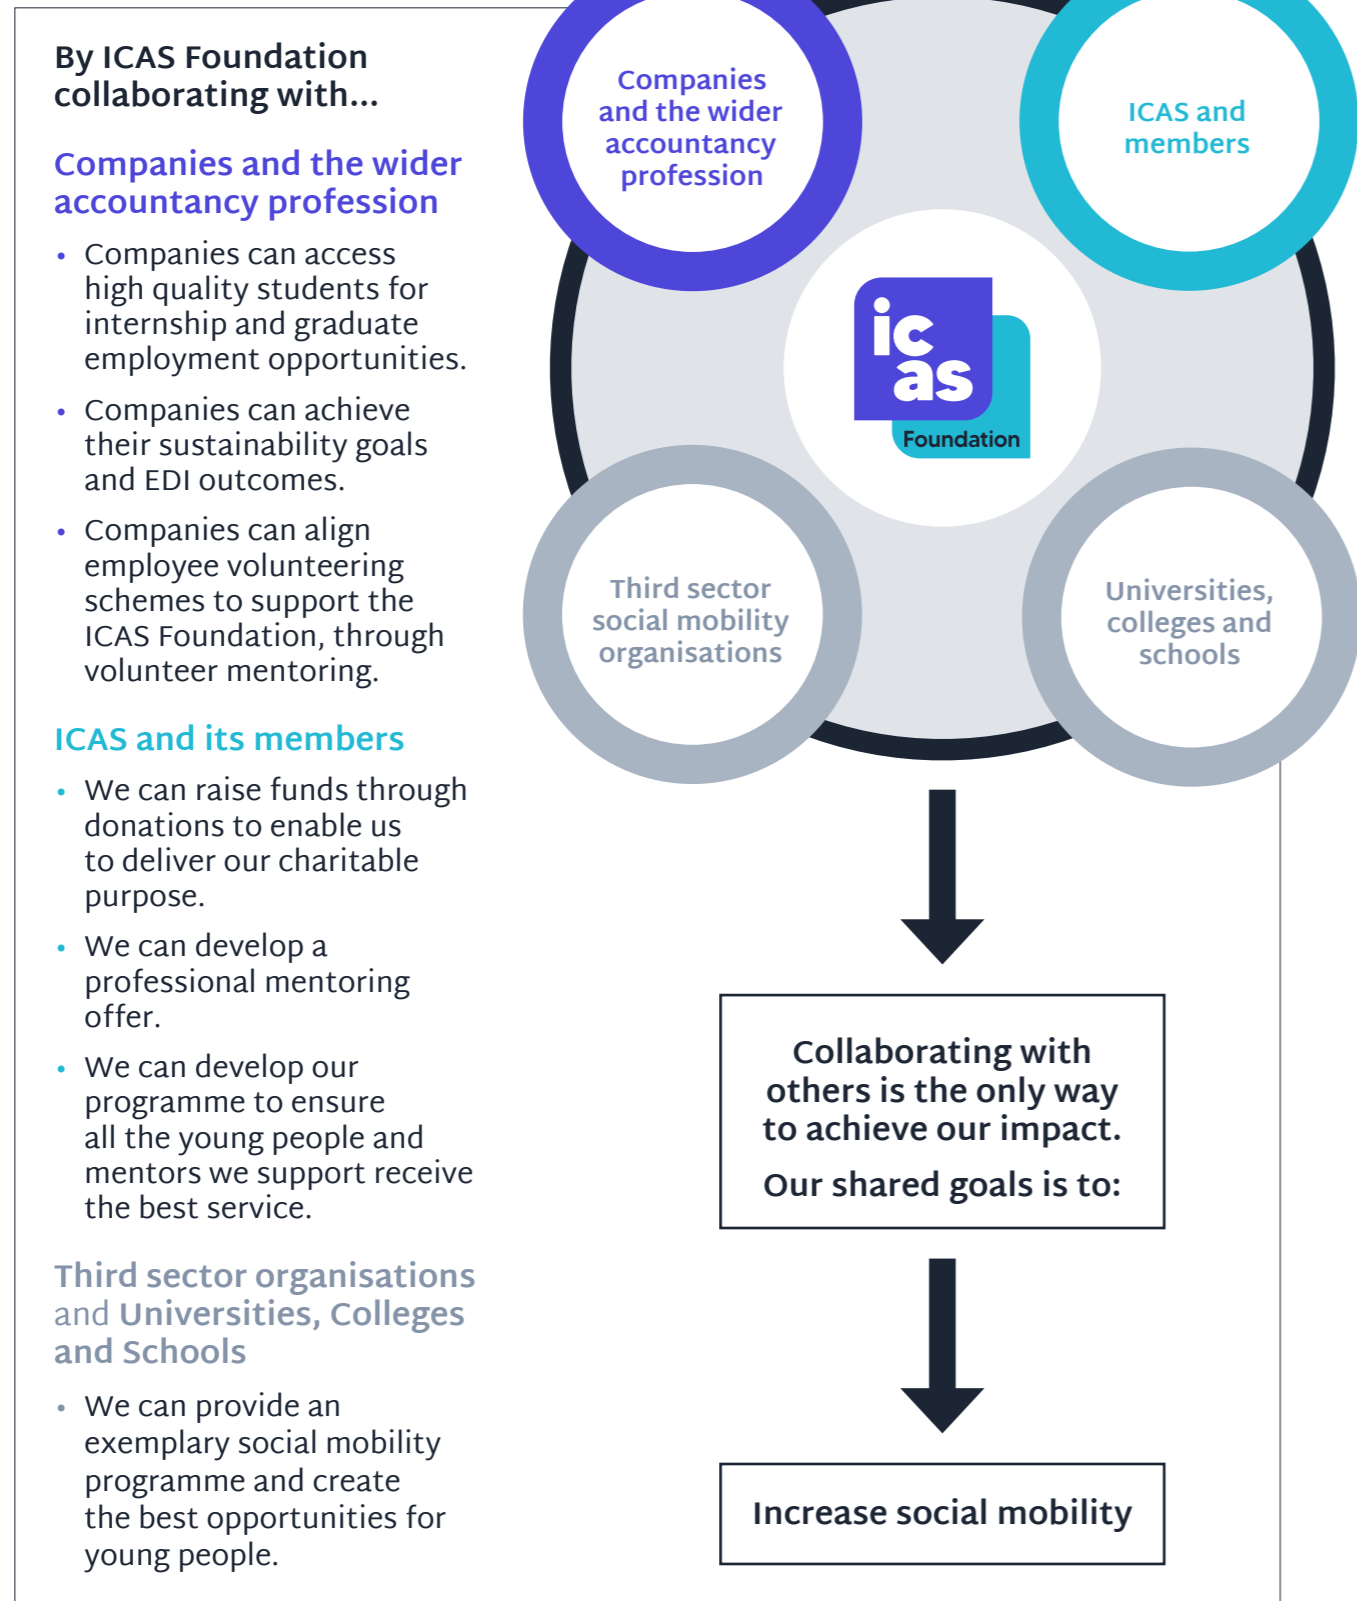 By ICAS Foundation
collaborating with...
Companies and the wider
accountancy profession
• Companies can access
high quality students for
internship and graduate
employment opportunities.
• Companies can achieve
their sustainability goals
and EDI outcomes.
• Companies can align
employee volunteering
schemes to support the
ICAS Foundation, through
volunteer mentoring.
ICAS and its members
• We can raise funds through
donations to enable us
to deliver our charitable
purpose.
• We can develop a
professional mentoring
offer.
• We can develop our
programme to ensure
all the young people and
mentors we support receive
the best service.
Third sector organisations
and Universities, Colleges
and Schools
• We can provide an
exemplary social mobility
programme and create
the best opportunities for
young people.
Companies
and the wider
accountancy
profession
ICAS and
members
ic
as
Foundation
Third sector
social mobility
organisations
Universities,
colleges and
schools
Collaborating with
others is the only way
to achieve our impact.
Our shared goals is to:
Increase social mobility